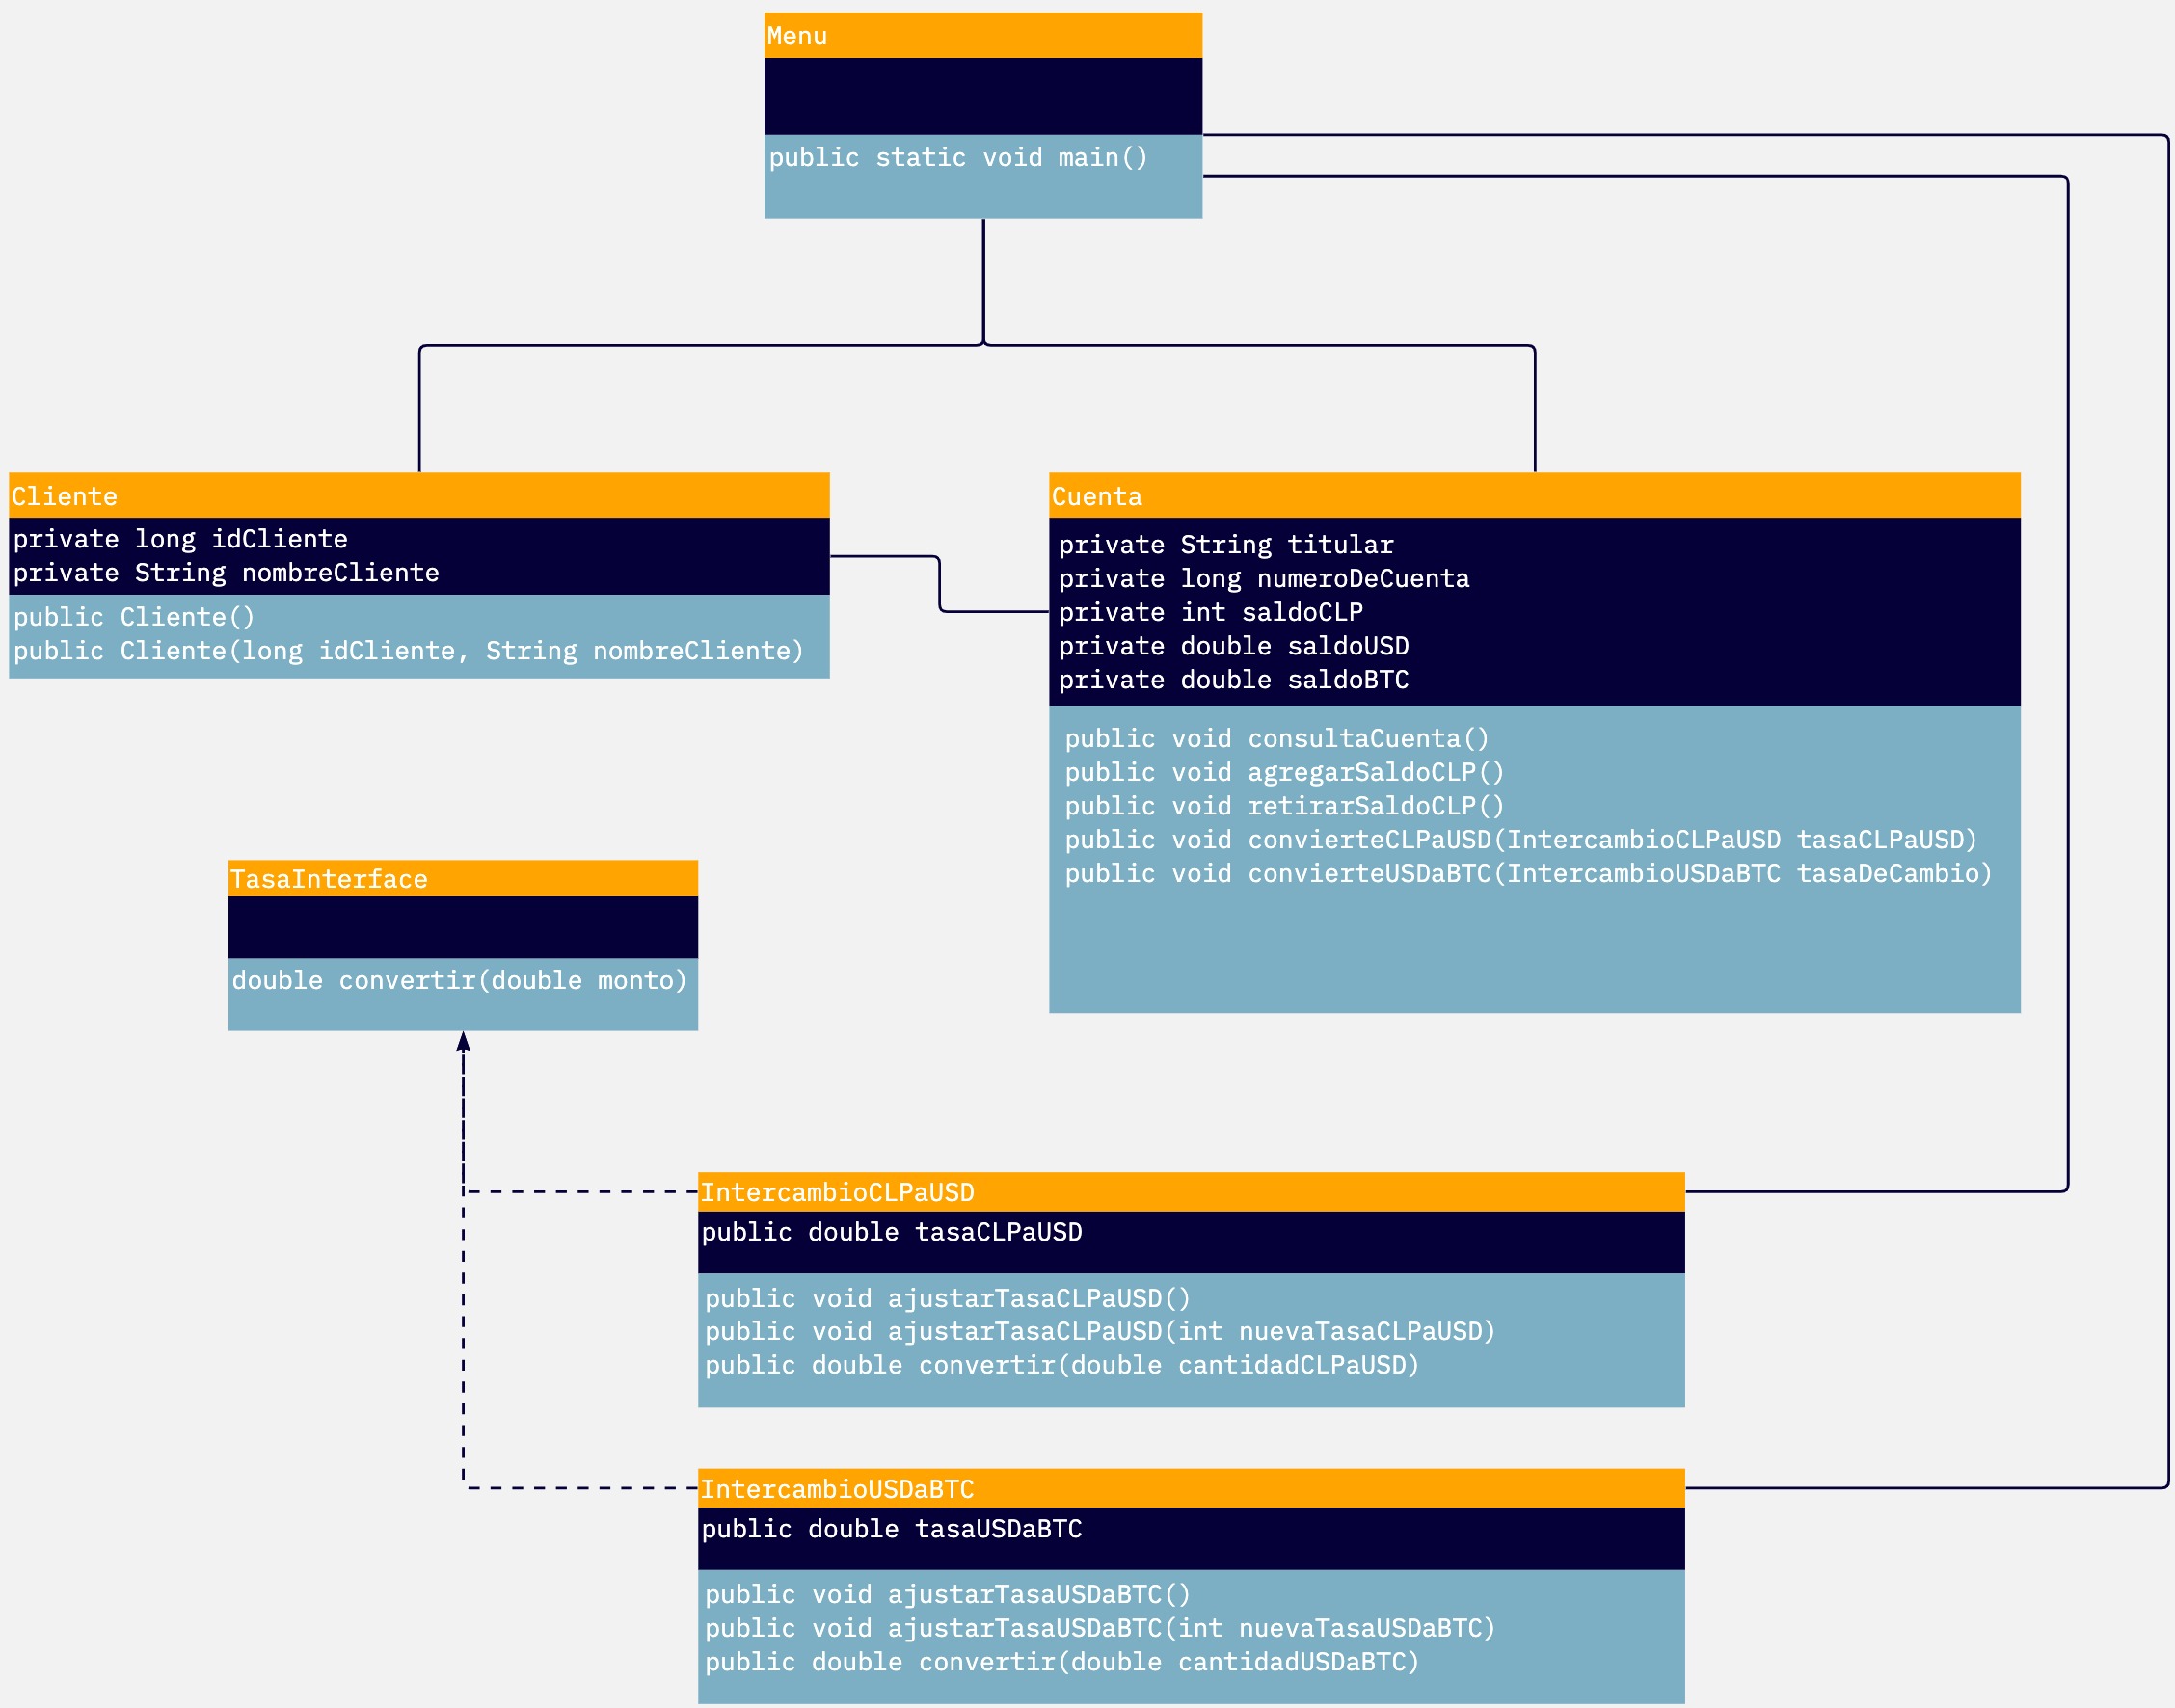 Menu
public static void main()
Cliente
private long idCliente
private String nombreCliente
public Cliente()
public Cliente(long idCliente, String nombreCliente)
Cuenta
private String titular
private long numeroDeCuenta
private int saldoCLP
private double saldoUSD
private double saldoBTC
public void consultaCuenta()
public void agregarSaldoCLP()
public void retirarSaldoCLP()
public void convierteCLPaUSD(IntercambioCLPaUSD tasaCLPaUSD)
public void convierteUSDaBTC(IntercambioUSDaBTC tasaDeCambio)
TasaInterface
double convertir(double monto)
IntercambioCLPaUSD
public double tasaCLPaUSD
public void ajustarTasaCLPaUSD()
public void ajustarTasaCLPaUSD(int nuevaTasaCLPaUSD)
public double convertir(double cantidadCLPaUSD)
IntercambioUSDaBTC
public double tasaUSDaBTC
public void ajustarTasaUSDaBTC()
public void ajustarTasaUSDaBTC(int nuevaTasaUSDaBTC)
public double convertir(double cantidadUSDaBTC)